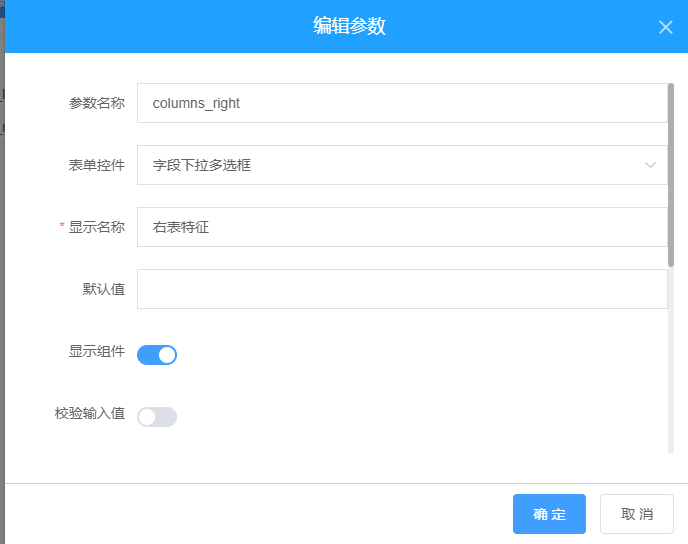 编辑参数
参数名称 columns_right
表单控件 字段下拉多选框
* 显示名称 右表特征
默认值
显示组件
校验输入值
确 定 取 消